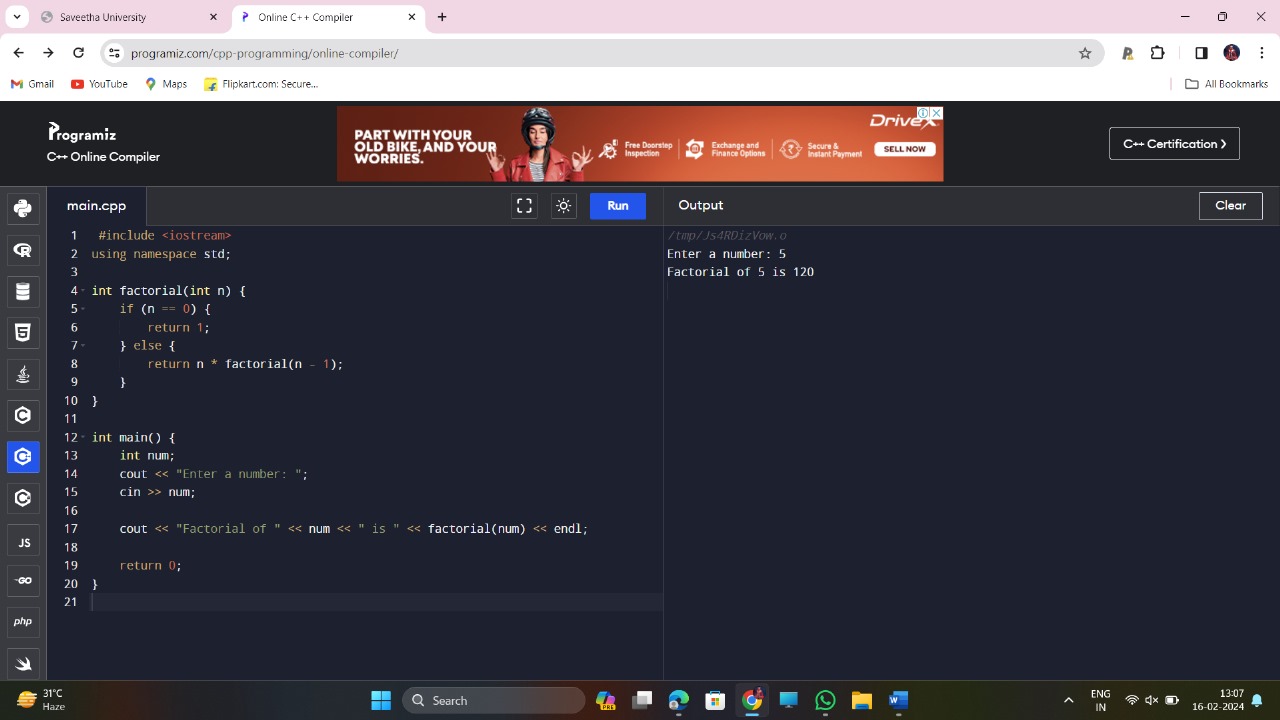 Saveetha University
Online C++ Compiler
programiz.com/cpp-programming/online-compiler/
Gmail
YouTube
Maps
Flipkart.com: Secure...
All Bookmarks
Programiz
C++ Online Compiler
PART WITH YOUR
OLD BIKE, AND YOUR
WORRIES.
Free Doorstep
Inspection
Exchange and
Finance Options
Secure &
Instant Payment
DriveX
SELL NOW
C++ Certification ›
main.cpp
Run
Output
Clear
1 #include <iostream>
2 using namespace std;
3
4 int factorial(int n) {
5     if (n == 0) {
6         return 1;
7     } else {
8         return n * factorial(n - 1);
9     }
10 }
11
12 int main() {
13     int num;
14     cout << "Enter a number: ";
15     cin >> num;
16
17     cout << "Factorial of " << num << " is " << factorial(num) << endl;
18
19     return 0;
20 }
21
/tmp/Js4RDizVow.o
Enter a number: 5
Factorial of 5 is 120
JS
GO
php
31°C
Haze
Search
PRE
ENG
IN
13:07
16-02-2024